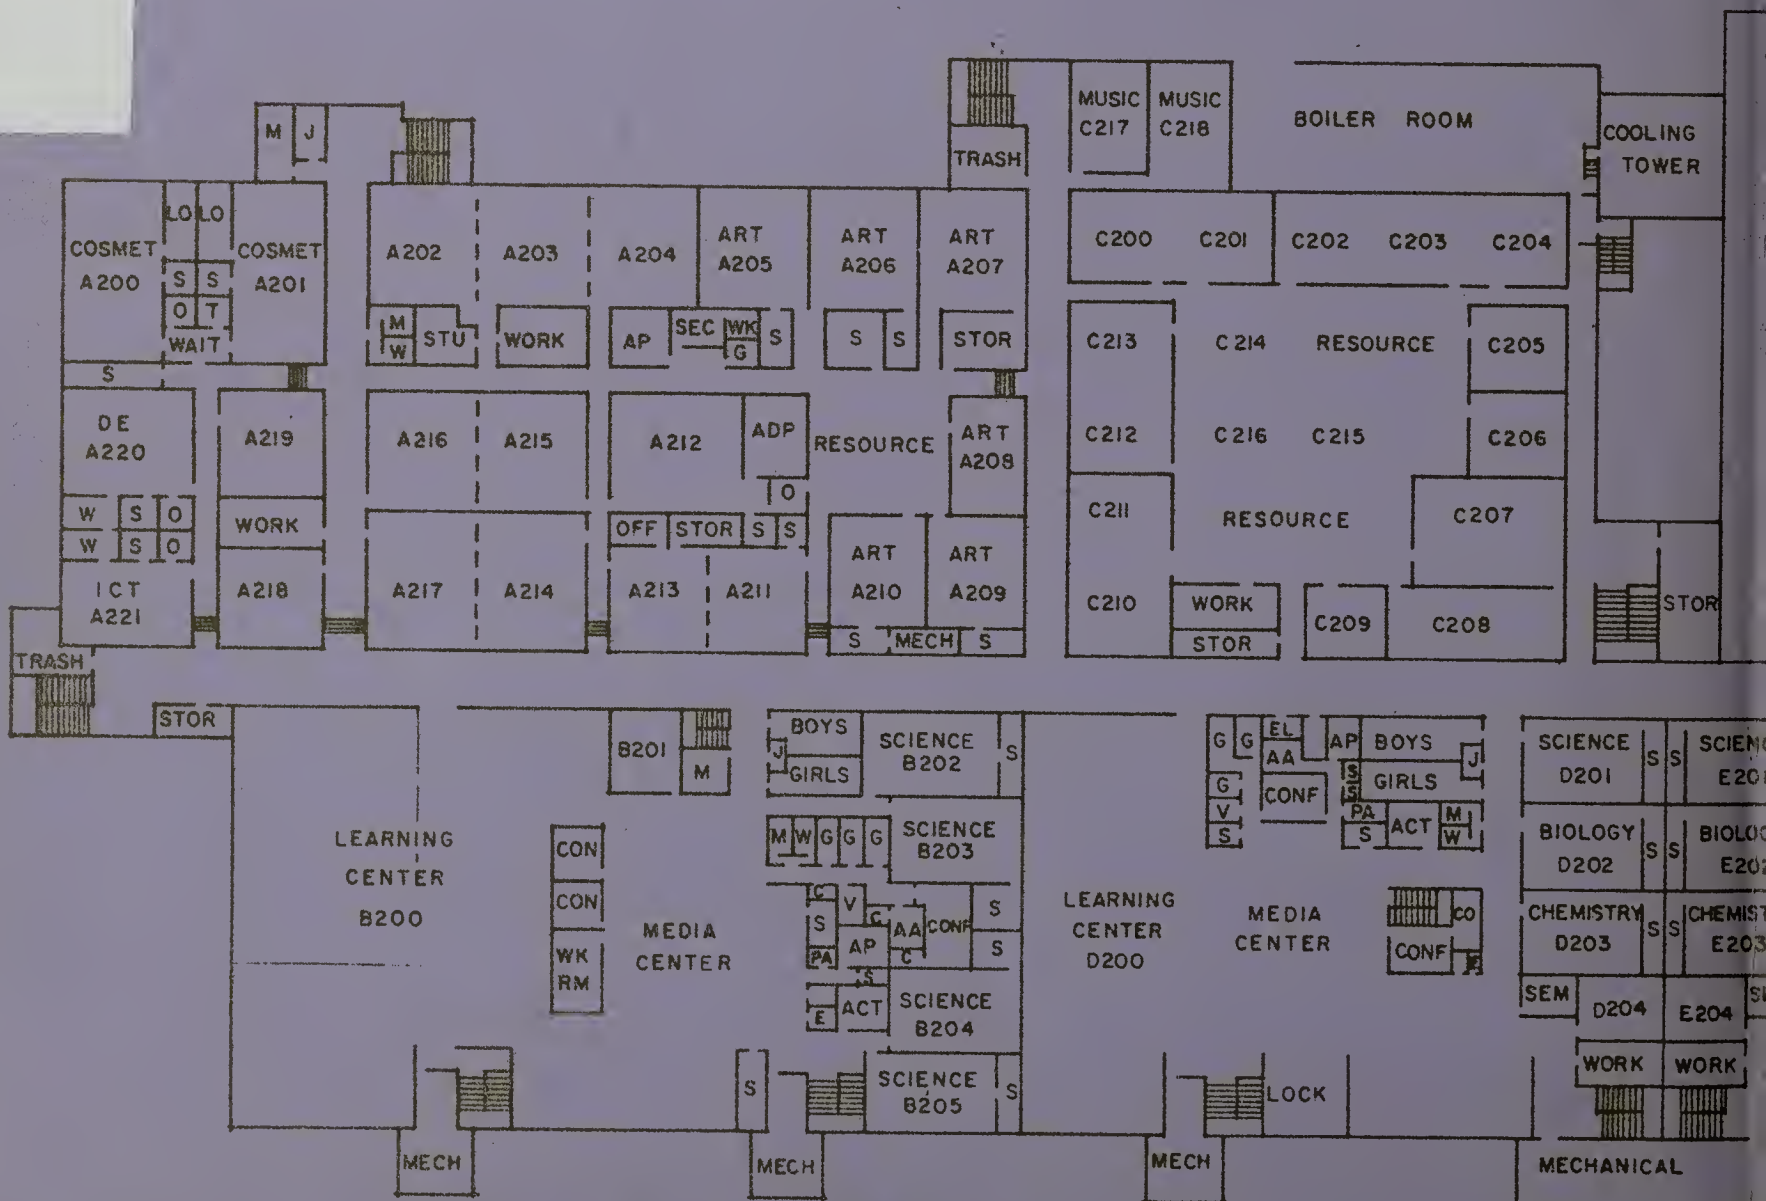 MUSIC
C217
MUSIC
C218
BOILER ROOM
COOLING
TOWER
M
J
TRASH
COSMET
A200
LO
LO
COSMET
A201
S
S
O
T
WAIT
S
A202
A203
A204
ART
A205
ART
A206
ART
A207
M
W
STU
WORK
AP
SEC
WK
G
S
S
S
STOR
C200
C201
C202
C203
C204
C213
C214
RESOURCE
C205
C212
C216
C215
C206
C211
RESOURCE
C207
C210
WORK
STOR
C209
C208
STOR
DE
A220
A219
A216
A215
A212
ADP
RESOURCE
ART
A208
O
W
S
O
W
S
O
WORK
OFF
STOR
S
S
ICT
A221
A218
A217
A214
A213
A211
ART
A210
ART
A209
S
MECH
S
TRASH
STOR
B201
M
BOYS
J
GIRLS
SCIENCE
B202
S
LEARNING
CENTER
B200
CON
CON
WK
RM
MEDIA
CENTER
M
W
G
G
G
SCIENCE
B203
C
V
S
C
AA
CONF
S
PA
AP
C
S
S
E
ACT
SCIENCE
B204
S
SCIENCE
B205
S
LEARNING
CENTER
D200
MEDIA
CENTER
G
G
EL
AA
AP
BOYS
J
G
CONF
S
S
GIRLS
V
S
PA
S
ACT
M
W
CO
CONF
LOCK
SCIENCE
D201
S
S
BIOLOGY
D202
S
S
CHEMISTRY
D203
S
S
SEM
D204
E204
WORK
WORK
MECH
MECH
MECH
MECHANICAL